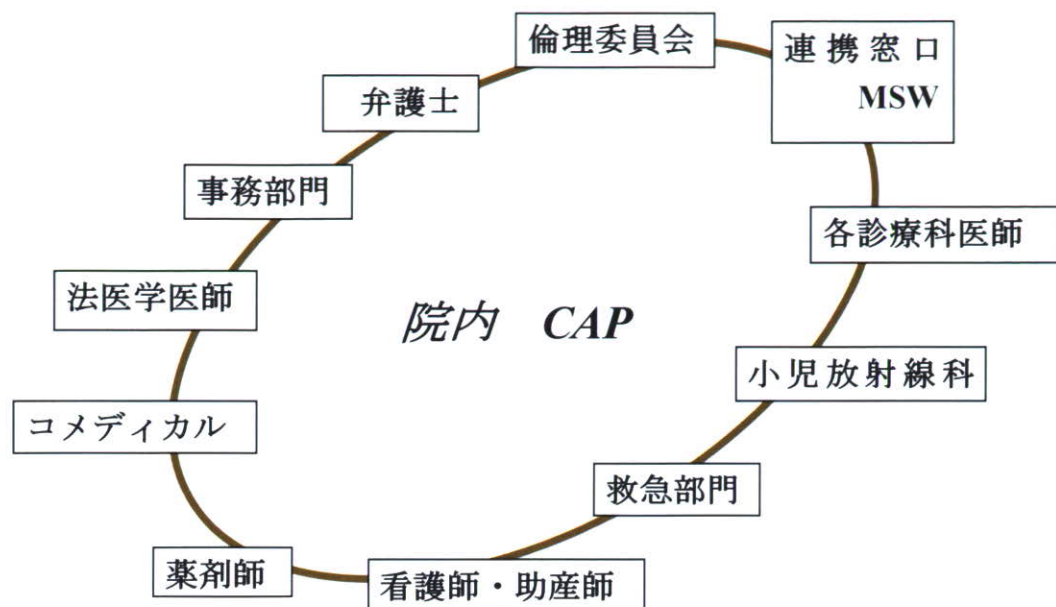 倫理委員会
連携窓口
MSW
弁護士
事務部門
各診療科医師
法医学医師
院内 CAP
小児放射線科
コメディカル
救急部門
薬剤師
看護師・助産師